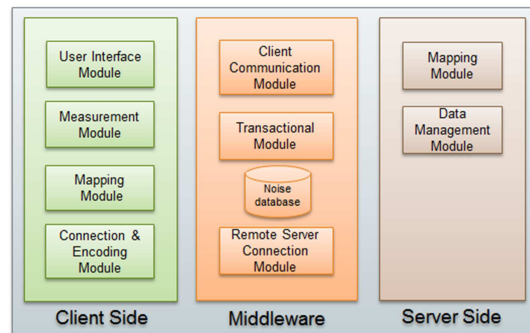 User Interface
Module
Measurement
Module
Mapping
Module
Connection &
Encoding
Module
Client Side
Client
Communication
Module
Transactional
Module
Noise
database
Remote Server
Connection
Module
Middleware
Mapping
Module
Data
Management
Module
Server Side